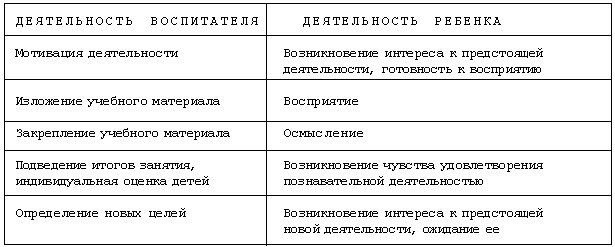 ДЕЯТЕЛЬНОСТЬ ВОСПИТАТЕЛЯ
ДЕЯТЕЛЬНОСТЬ РЕБЕНКА
Мотивация деятельности
Возникновение интереса к предстоящей
деятельности, готовность к восприятию
Изложение учебного материала
Восприятие
Закрепление учебного материала
Осмысление
Подведение итогов занятия,
индивидуальная оценка детей
Возникновение чувства удовлетворения
познавательной деятельностью
Определение новых целей
Возникновение интереса к предстоящей
новой деятельности, ожидание ее